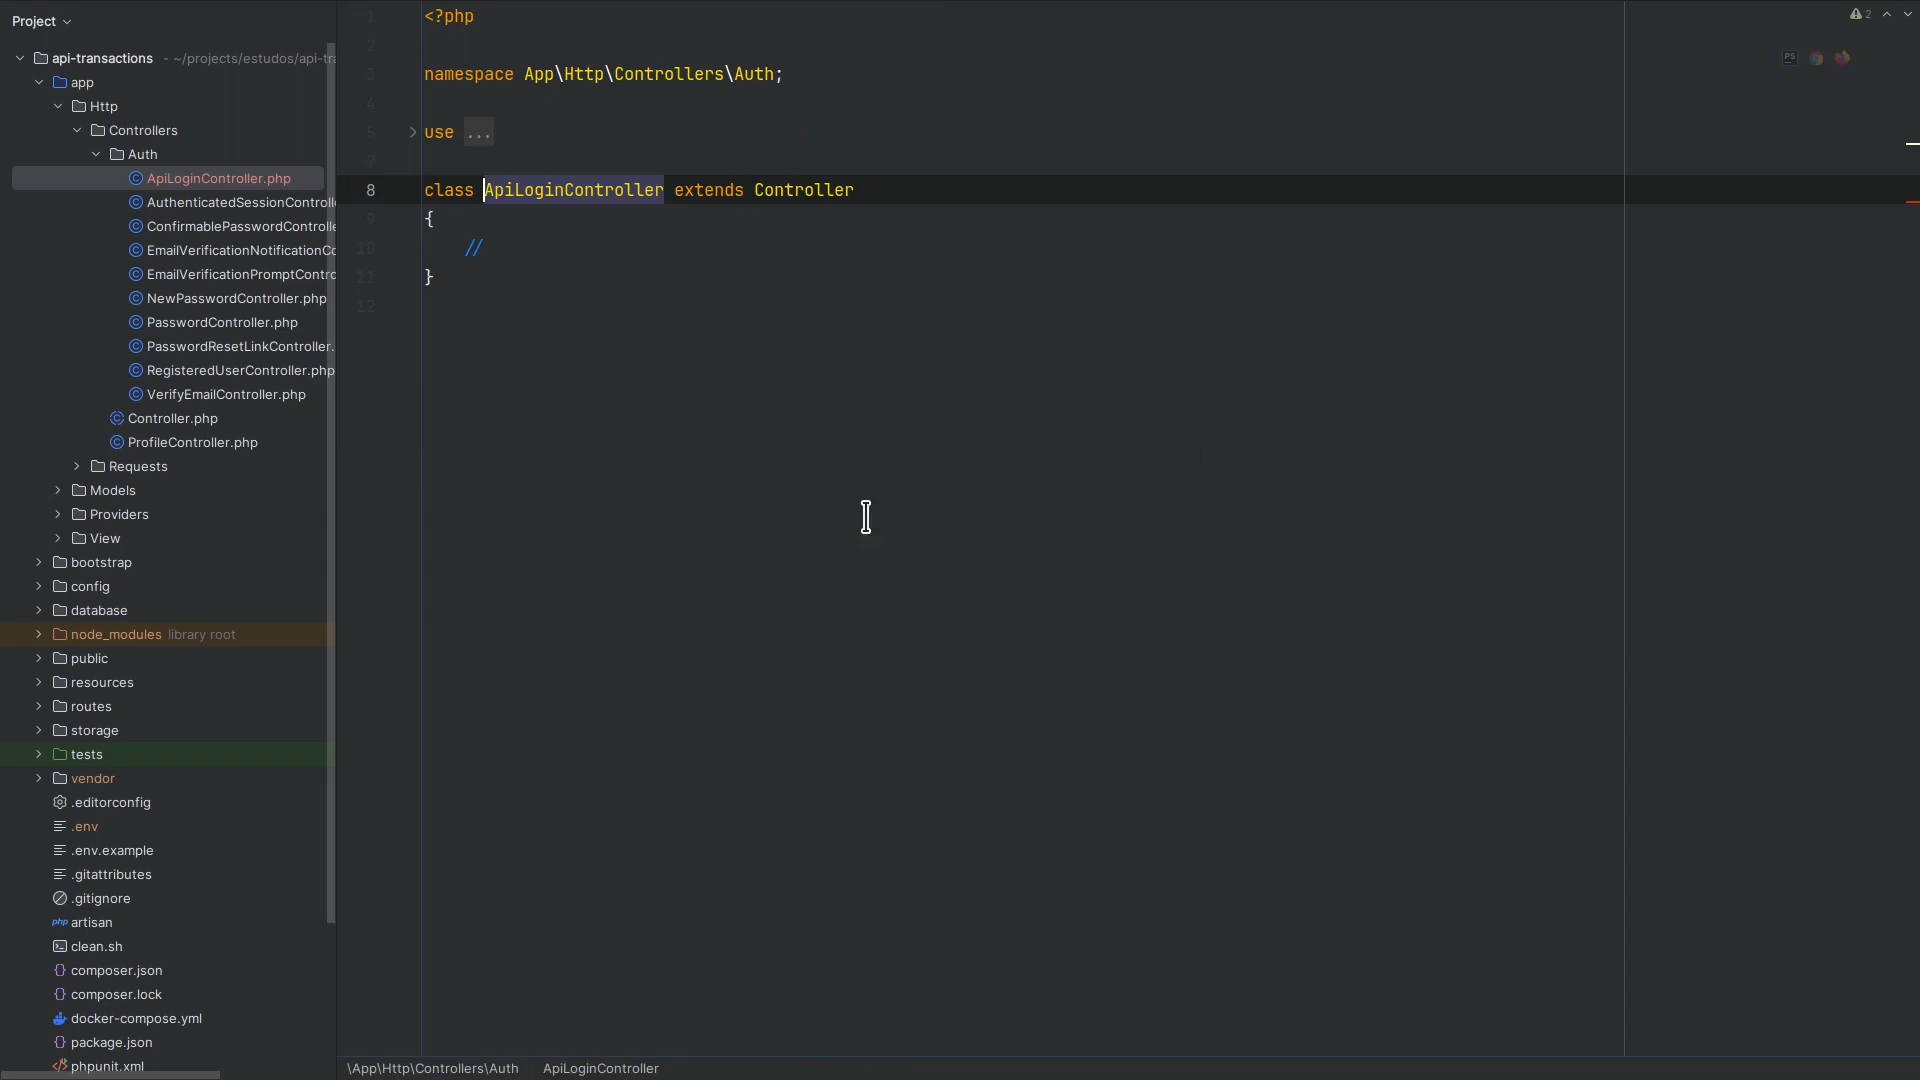 Project
api-transactions - ~/projects/estudos/api-tra
app
Http
Controllers
Auth
ApiLoginController.php
AuthenticatedSessionControlle
ConfirmablePasswordControlle
EmailVerificationNotificationCo
EmailVerificationPromptContro
NewPasswordController.php
PasswordController.php
PasswordResetLinkController.
RegisteredUserController.php
VerifyEmailController.php
Controller.php
ProfileController.php
Requests
Models
Providers
View
bootstrap
config
database
node_modules library root
public
resources
routes
storage
tests
vendor
.editorconfig
.env
.env.example
.gitattributes
.gitignore
php artisan
clean.sh
composer.json
composer.lock
docker-compose.yml
package.json
phpunit.xml
1 <?php
2
3 namespace App\Http\Controllers\Auth;
4
5 use ...
7
8 class ApiLoginController extends Controller
9 {
10 //
11 }
12
2
PS
\App\Http\Controllers\Auth ApiLoginController